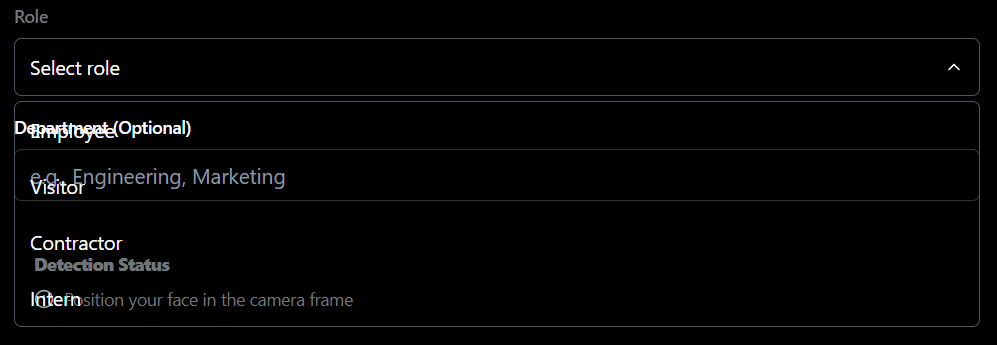 Role
Select role
Department (Optional)
Employee
e.g., Engineering, Marketing
Visitor
Contractor
Detection Status
Intern
Position your face in the camera frame